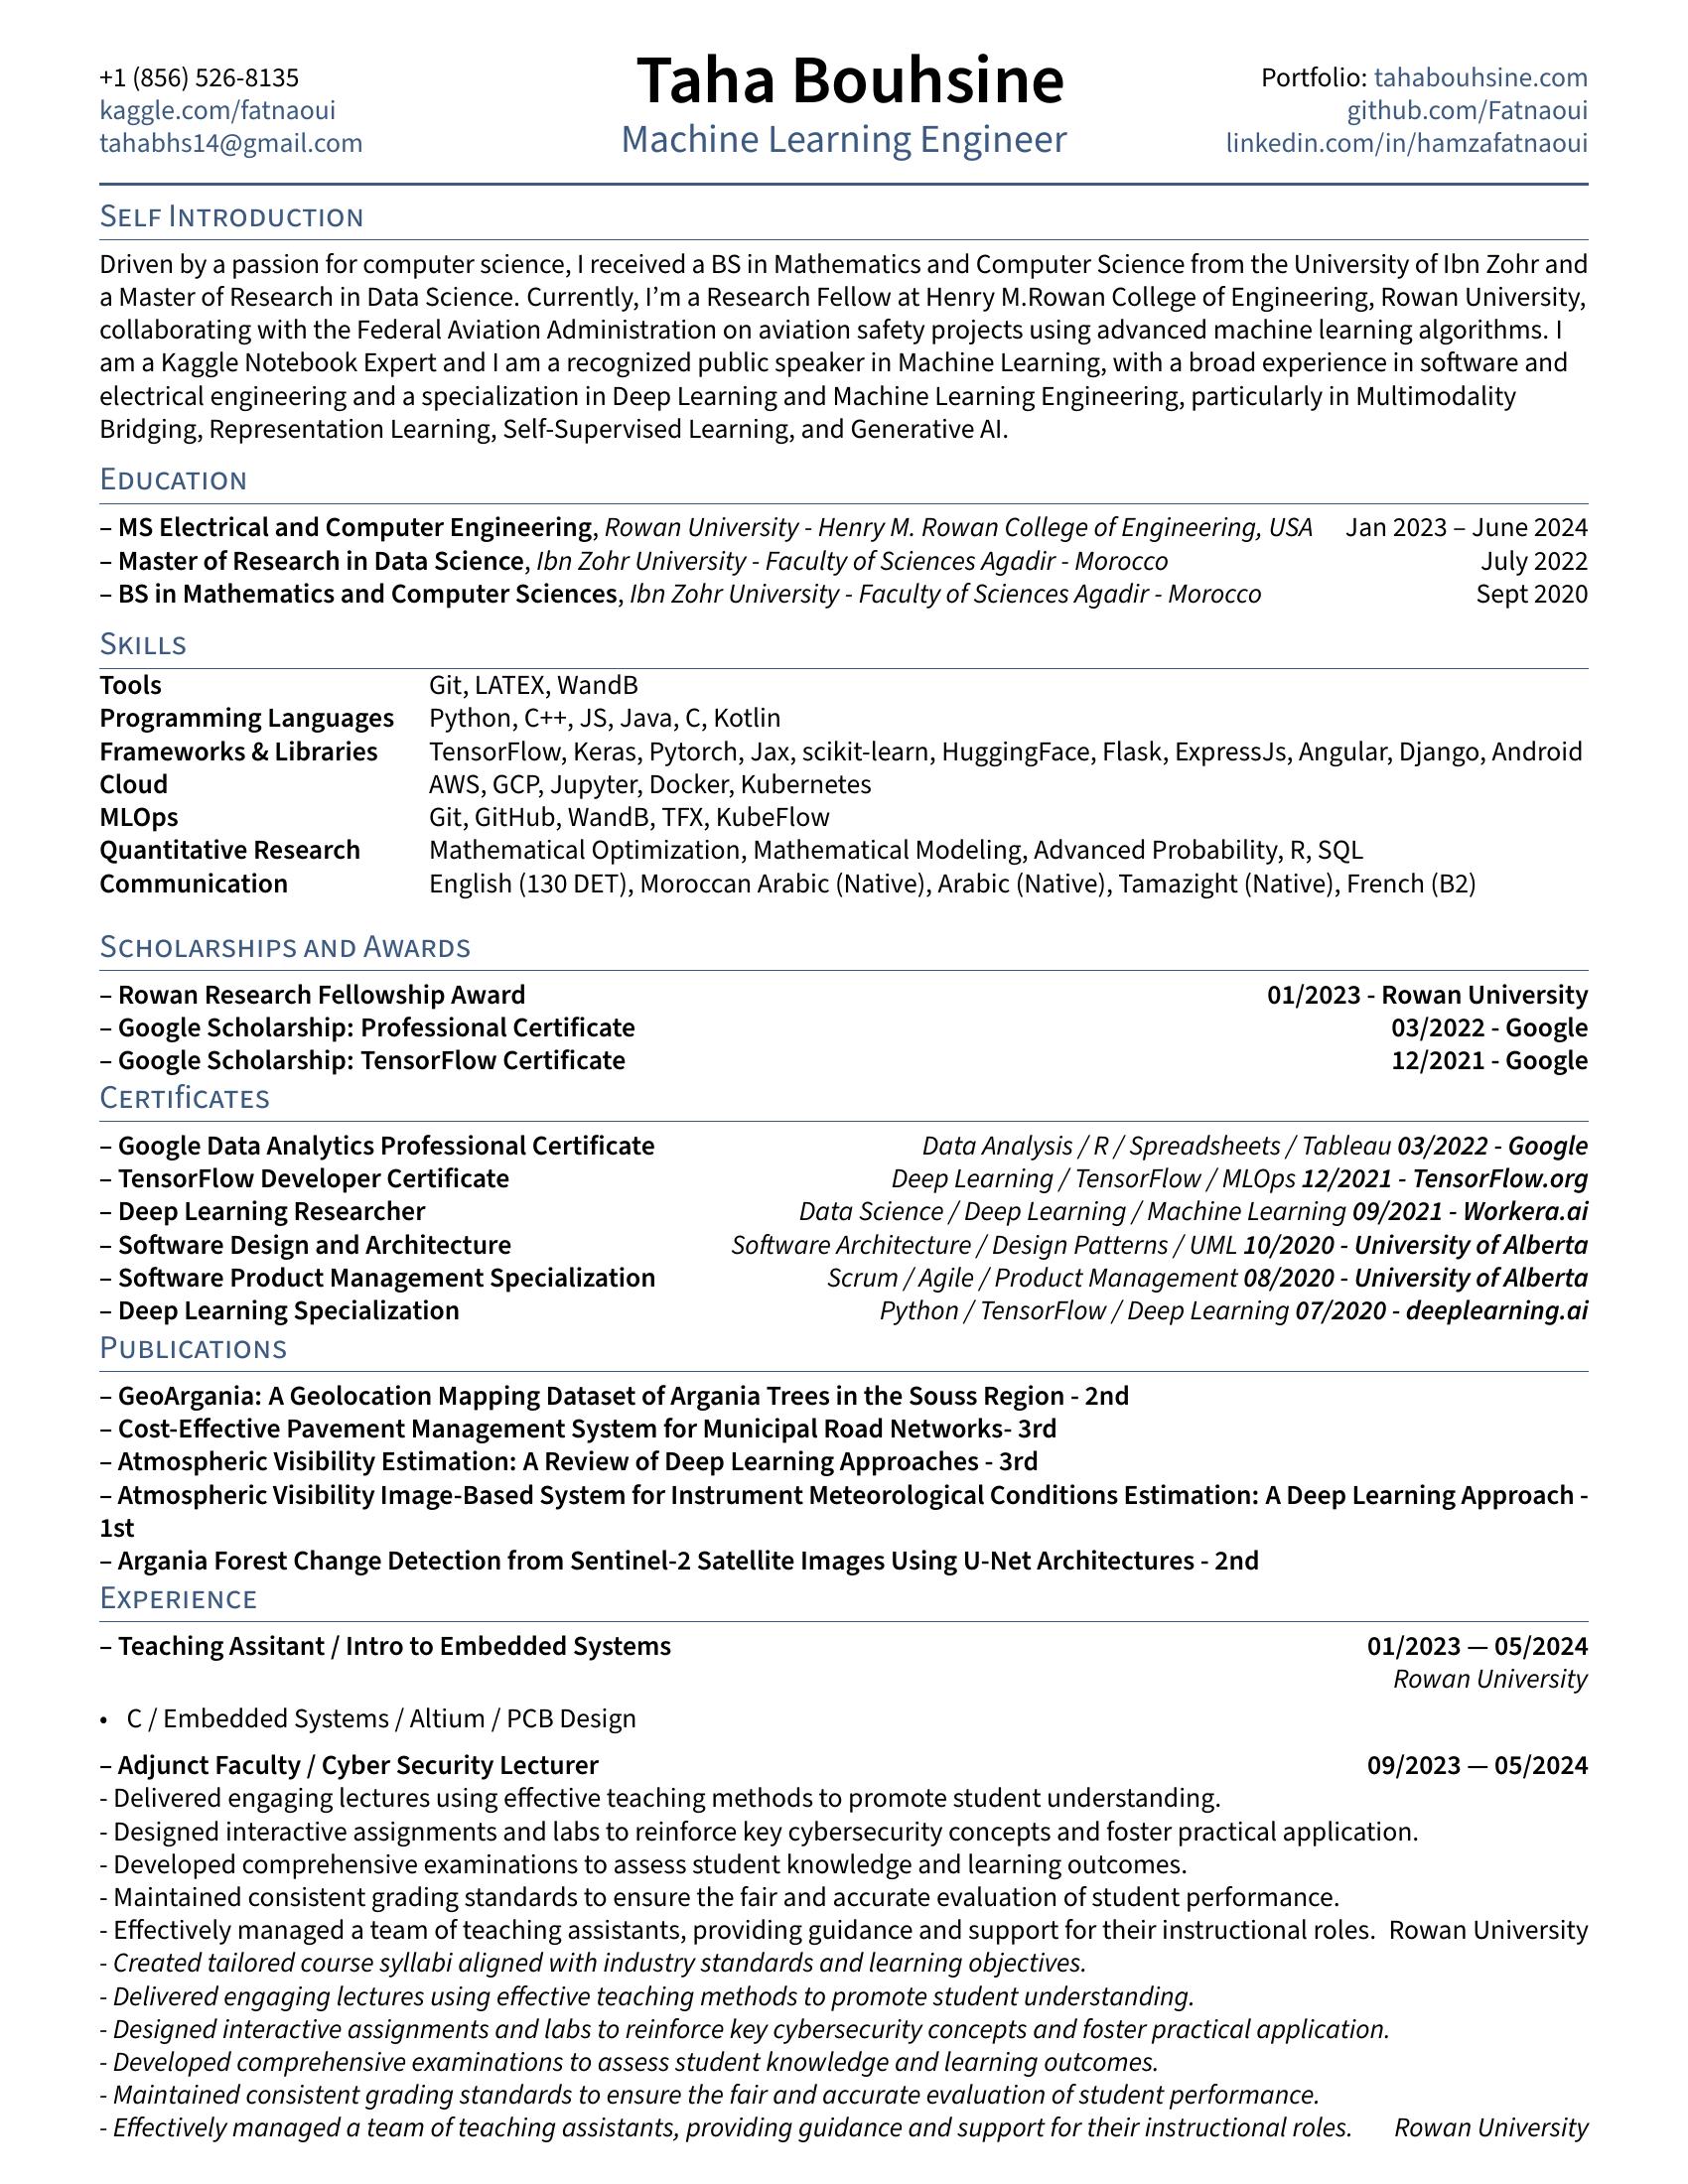 +1 (856) 526-8135
kaggle.com/fatnaoui
tahabhs14@gmail.com
Taha Bouhsine
Machine Learning Engineer
Portfolio: tahabouhsine.com
github.com/Fatnaoui
linkedin.com/in/hamzafatnaoui
Self Introduction
Driven by a passion for computer science, I received a BS in Mathematics and Computer Science from the University of Ibn Zohr and
a Master of Research in Data Science. Currently, I’m a Research Fellow at Henry M.Rowan College of Engineering, Rowan University,
collaborating with the Federal Aviation Administration on aviation safety projects using advanced machine learning algorithms. I
am a Kaggle Notebook Expert and I am a recognized public speaker in Machine Learning, with a broad experience in software and
electrical engineering and a specialization in Deep Learning and Machine Learning Engineering, particularly in Multimodality
Bridging, Representation Learning, Self-Supervised Learning, and Generative AI.
Education
– MS Electrical and Computer Engineering, Rowan University - Henry M. Rowan College of Engineering, USA Jan 2023 – June 2024
– Master of Research in Data Science, Ibn Zohr University - Faculty of Sciences Agadir - Morocco July 2022
– BS in Mathematics and Computer Sciences, Ibn Zohr University - Faculty of Sciences Agadir - Morocco Sept 2020
Skills
Tools Git, LATEX, WandB
Programming Languages Python, C++, JS, Java, C, Kotlin
Frameworks & Libraries TensorFlow, Keras, Pytorch, Jax, scikit-learn, HuggingFace, Flask, ExpressJs, Angular, Django, Android
Cloud AWS, GCP, Jupyter, Docker, Kubernetes
MLOps Git, GitHub, WandB, TFX, KubeFlow
Quantitative Research Mathematical Optimization, Mathematical Modeling, Advanced Probability, R, SQL
Communication English (130 DET), Moroccan Arabic (Native), Arabic (Native), Tamazight (Native), French (B2)
Scholarships and Awards
– Rowan Research Fellowship Award 01/2023 - Rowan University
– Google Scholarship: Professional Certificate 03/2022 - Google
– Google Scholarship: TensorFlow Certificate 12/2021 - Google
Certificates
– Google Data Analytics Professional Certificate Data Analysis / R / Spreadsheets / Tableau 03/2022 - Google
– TensorFlow Developer Certificate Deep Learning / TensorFlow / MLOps 12/2021 - TensorFlow.org
– Deep Learning Researcher Data Science / Deep Learning / Machine Learning 09/2021 - Workera.ai
– Software Design and Architecture Software Architecture / Design Patterns / UML 10/2020 - University of Alberta
– Software Product Management Specialization Scrum / Agile / Product Management 08/2020 - University of Alberta
– Deep Learning Specialization Python / TensorFlow / Deep Learning 07/2020 - deeplearning.ai
Publications
– GeoArgania: A Geolocation Mapping Dataset of Argania Trees in the Souss Region - 2nd
– Cost-Effective Pavement Management System for Municipal Road Networks- 3rd
– Atmospheric Visibility Estimation: A Review of Deep Learning Approaches - 3rd
– Atmospheric Visibility Image-Based System for Instrument Meteorological Conditions Estimation: A Deep Learning Approach -
1st
– Argania Forest Change Detection from Sentinel-2 Satellite Images Using U-Net Architectures - 2nd
Experience
– Teaching Assitant / Intro to Embedded Systems 01/2023 — 05/2024
Rowan University
• C / Embedded Systems / Altium / PCB Design
– Adjunct Faculty / Cyber Security Lecturer 09/2023 — 05/2024
- Delivered engaging lectures using effective teaching methods to promote student understanding.
- Designed interactive assignments and labs to reinforce key cybersecurity concepts and foster practical application.
- Developed comprehensive examinations to assess student knowledge and learning outcomes.
- Maintained consistent grading standards to ensure the fair and accurate evaluation of student performance.
- Effectively managed a team of teaching assistants, providing guidance and support for their instructional roles. Rowan University
- Created tailored course syllabi aligned with industry standards and learning objectives.
- Delivered engaging lectures using effective teaching methods to promote student understanding.
- Designed interactive assignments and labs to reinforce key cybersecurity concepts and foster practical application.
- Developed comprehensive examinations to assess student knowledge and learning outcomes.
- Maintained consistent grading standards to ensure the fair and accurate evaluation of student performance.
- Effectively managed a team of teaching assistants, providing guidance and support for their instructional roles. Rowan University